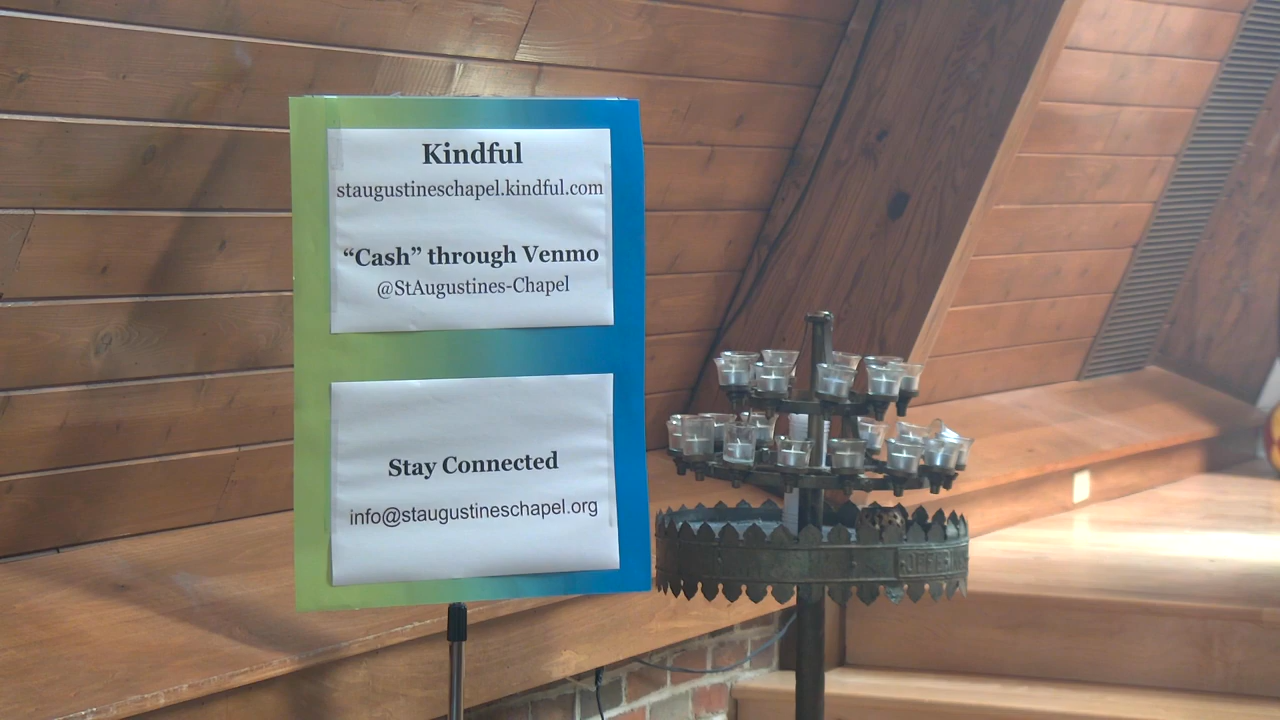 Kindful
staugustineschapel.kindful.com
“Cash” through Venmo
@StAugustines-Chapel
Stay Connected
info@staugustineschapel.org